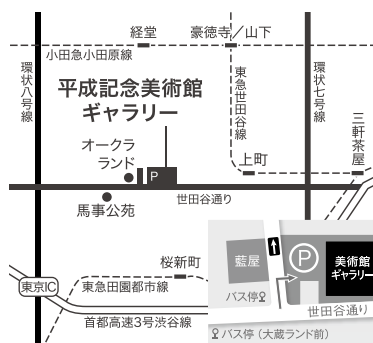 経堂
豪徳寺／山下
小田急小田原線
環状八号線
平成記念美術館
ギャラリー
東急世田谷線
環状七号線
三軒茶屋
オークラ
ランド
P
上町
馬事公苑
世田谷通り
桜新町
東京IC
東急田園都市線
首都高速3号渋谷線
藍屋
P
美術館
ギャラリー
バス停
世田谷通り
バス停（大蔵ランド前）